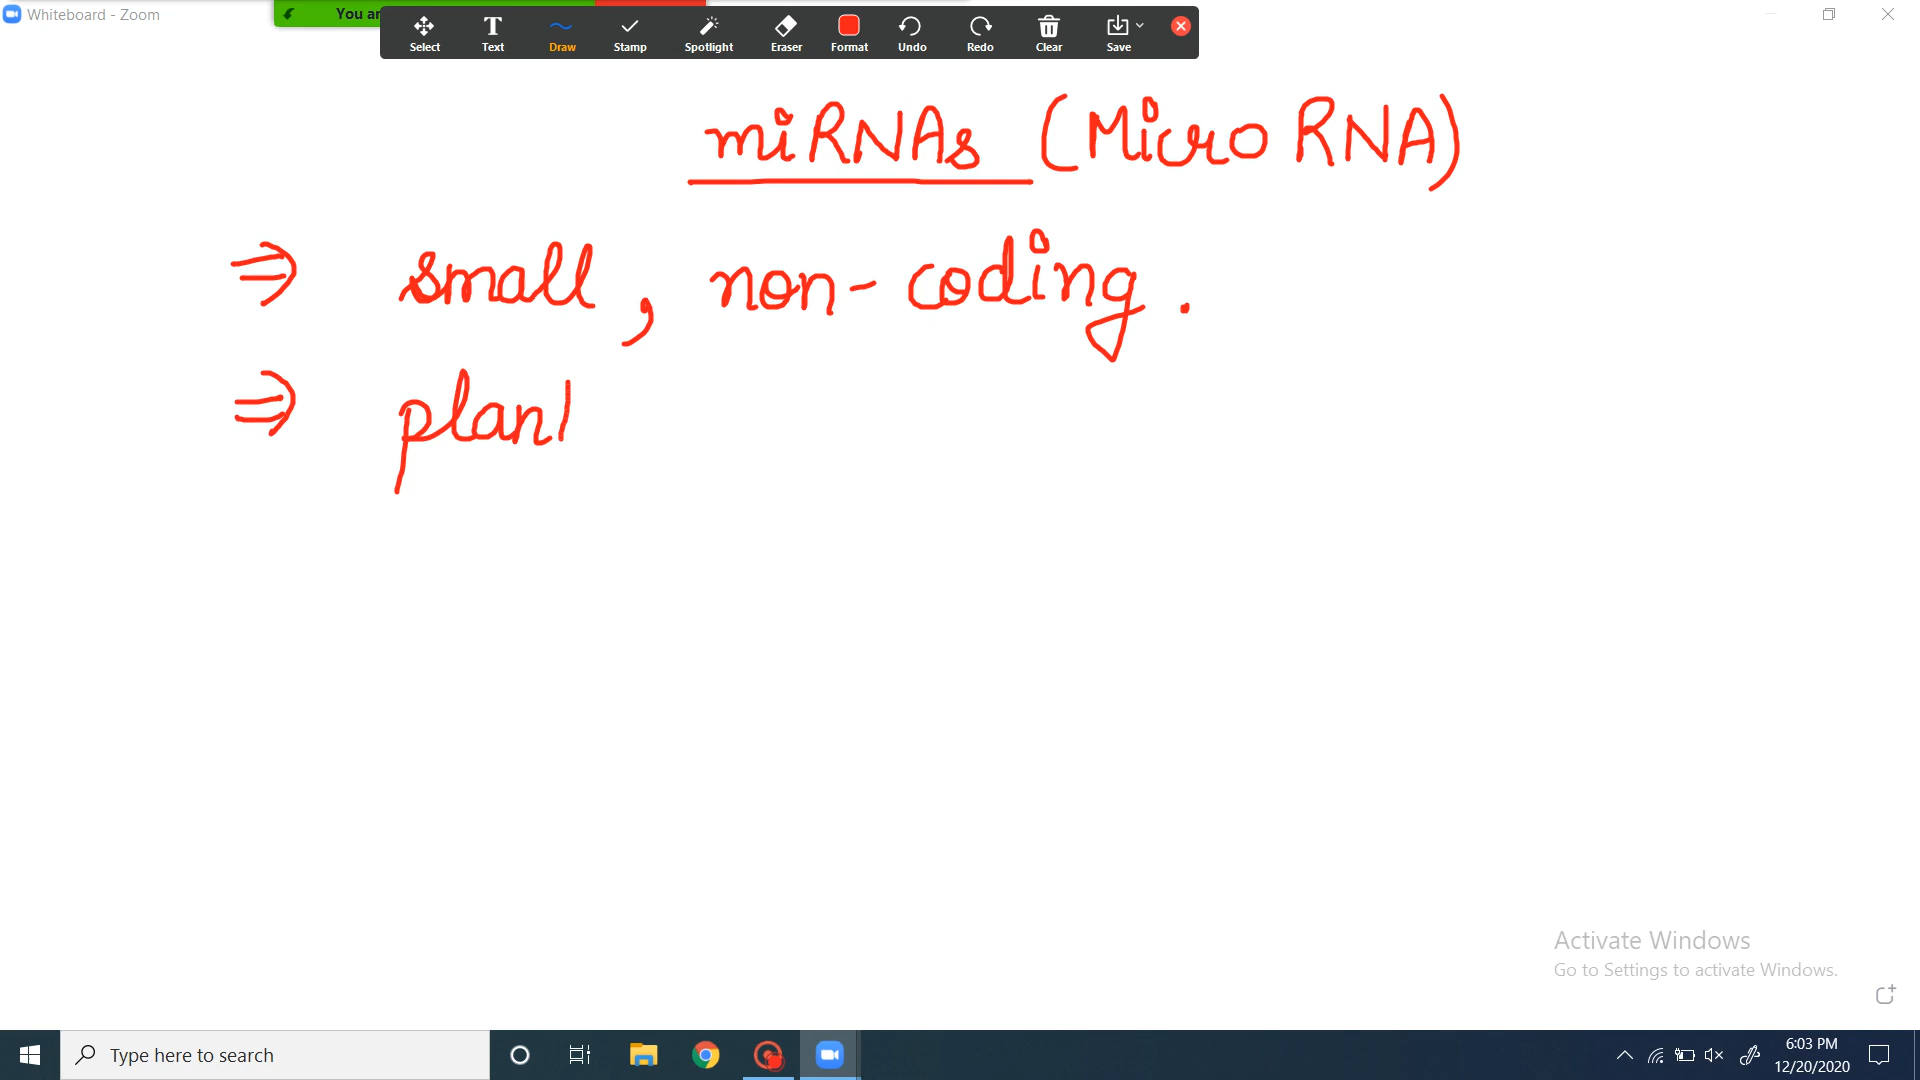 Whiteboard - Zoom
You
Select Text Draw Stamp Spotlight Eraser Format Undo Redo Clear Save
miRNAs (Micro RNA)
⇒ small, non-coding.
⇒ plan
Activate Windows
Go to Settings to activate Windows.
Type here to search
6:03 PM
12/20/2020